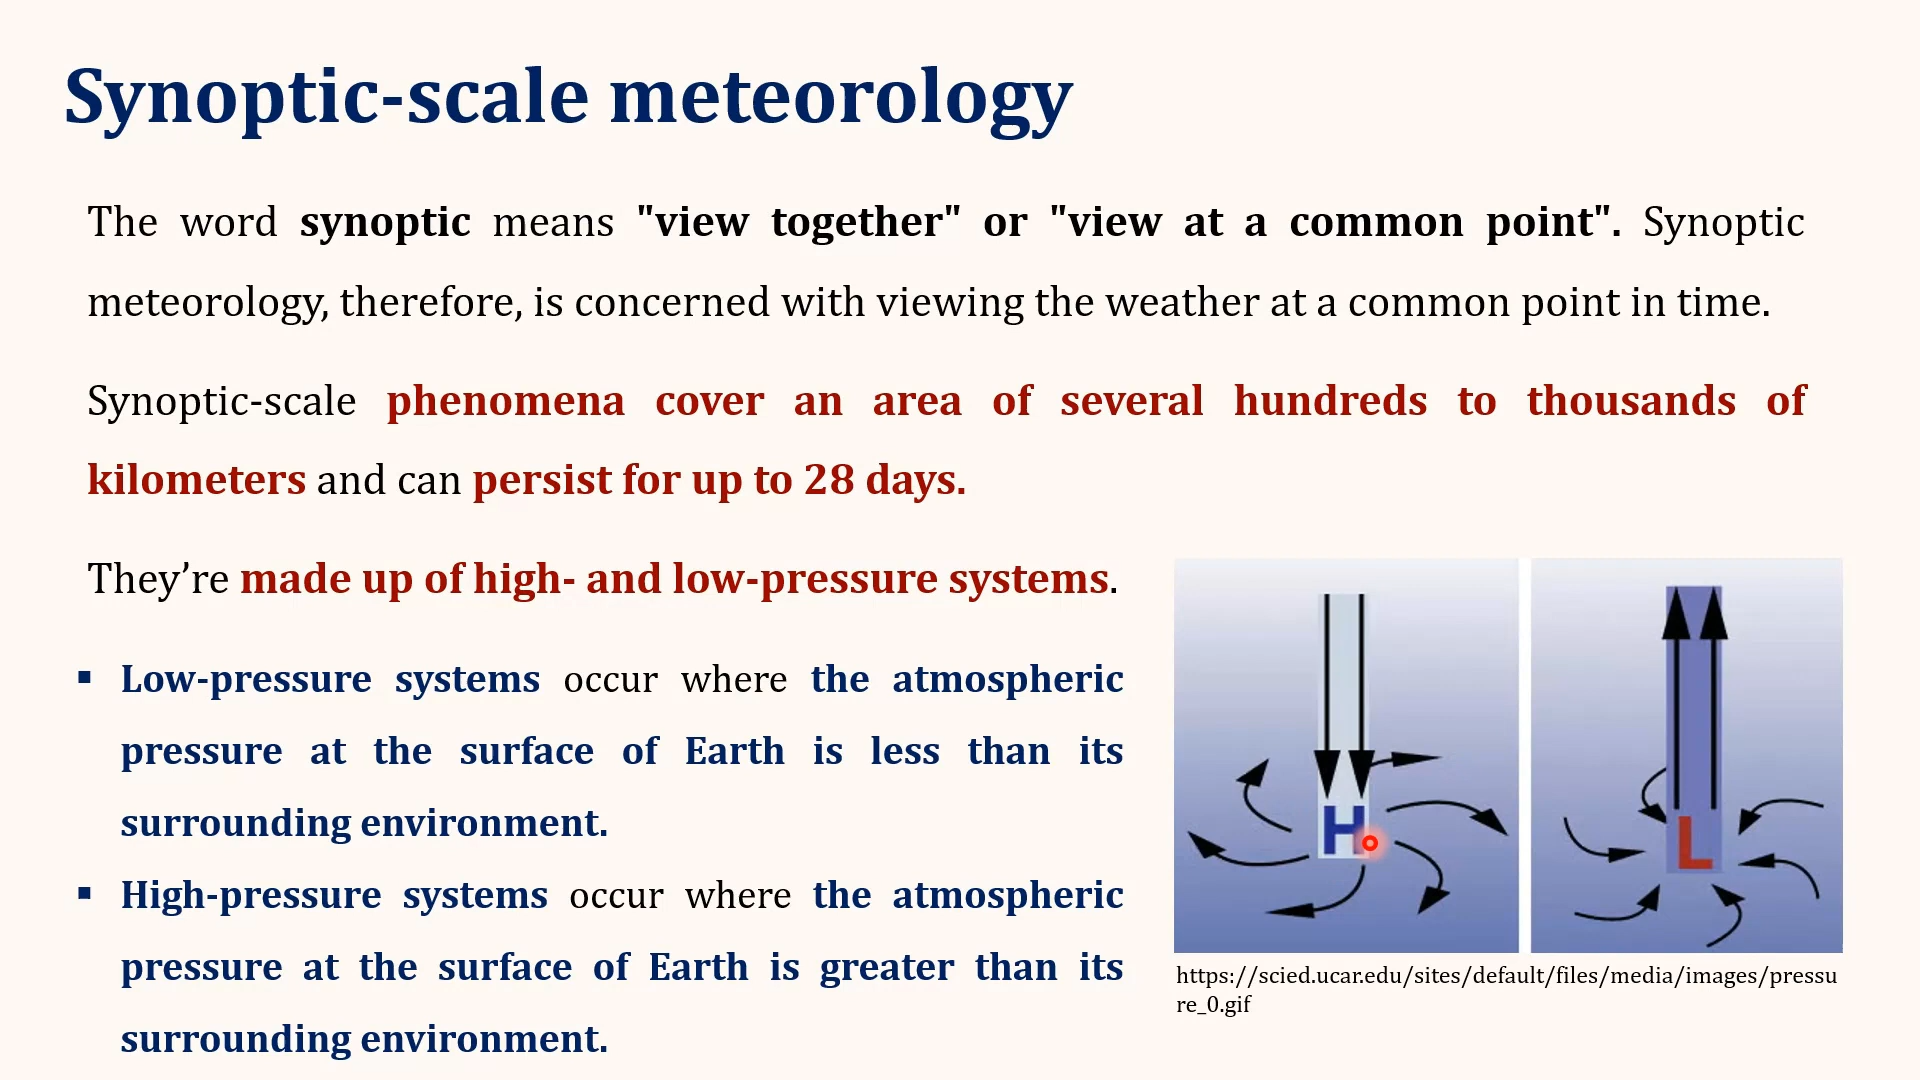 Synoptic-scale meteorology
The word synoptic means "view together" or "view at a common point". Synoptic
meteorology, therefore, is concerned with viewing the weather at a common point in time.
Synoptic-scale phenomena cover an area of several hundreds to thousands of
kilometers and can persist for up to 28 days.
They’re made up of high- and low-pressure systems.
▪ Low-pressure systems occur where the atmospheric
pressure at the surface of Earth is less than its
surrounding environment.
▪ High-pressure systems occur where the atmospheric
pressure at the surface of Earth is greater than its
surrounding environment.
H
L
https://scied.ucar.edu/sites/default/files/media/images/pressu
re_0.gif